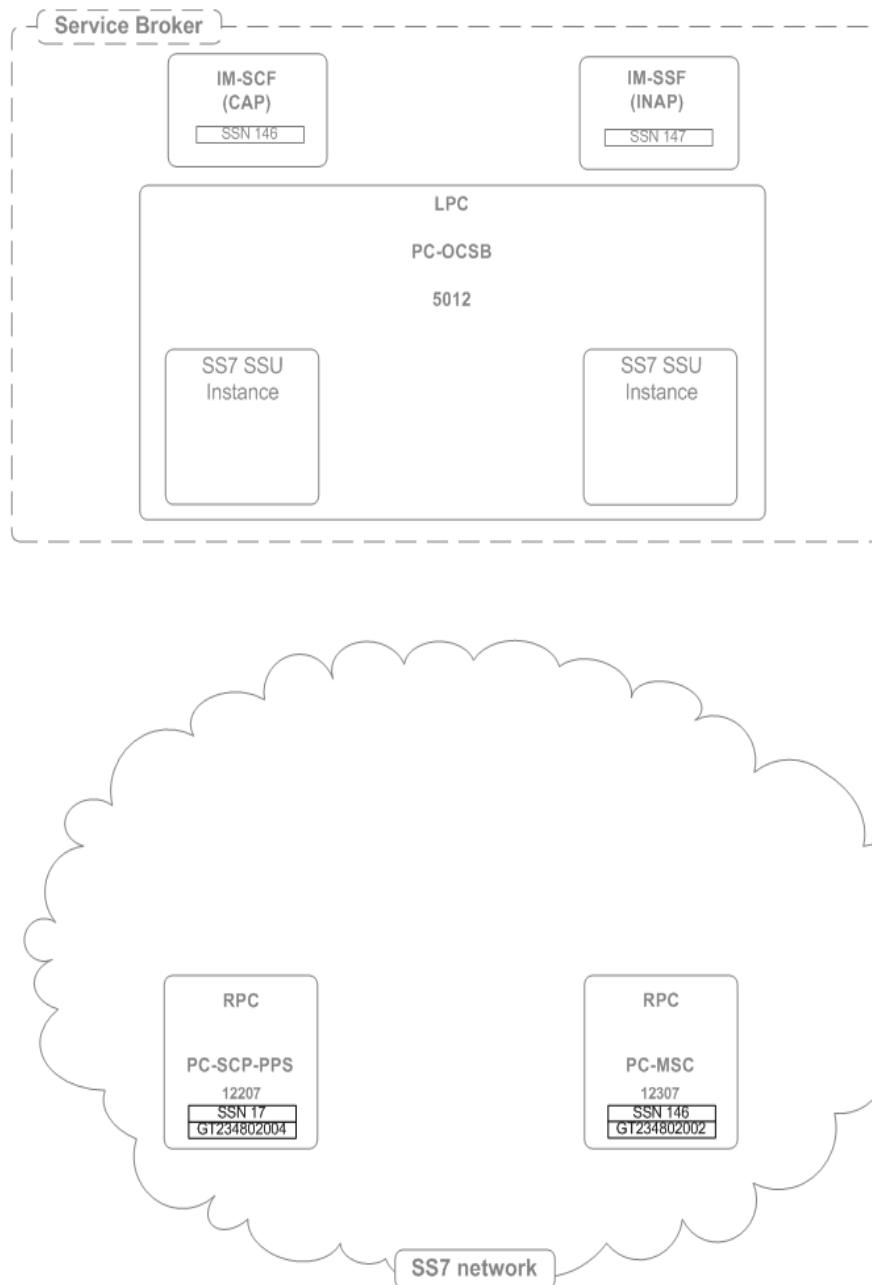 Service Broker
IM-SCF
(CAP)
SSN 146
IM-SSF
(INAP)
SSN 147
LPC
PC-OCSB
5012
SS7 SSU
Instance
SS7 SSU
Instance
RPC
PC-SCP-PPS
12207
SSN 17
GT234802004
RPC
PC-MSC
12307
SSN 146
GT234802002
SS7 network